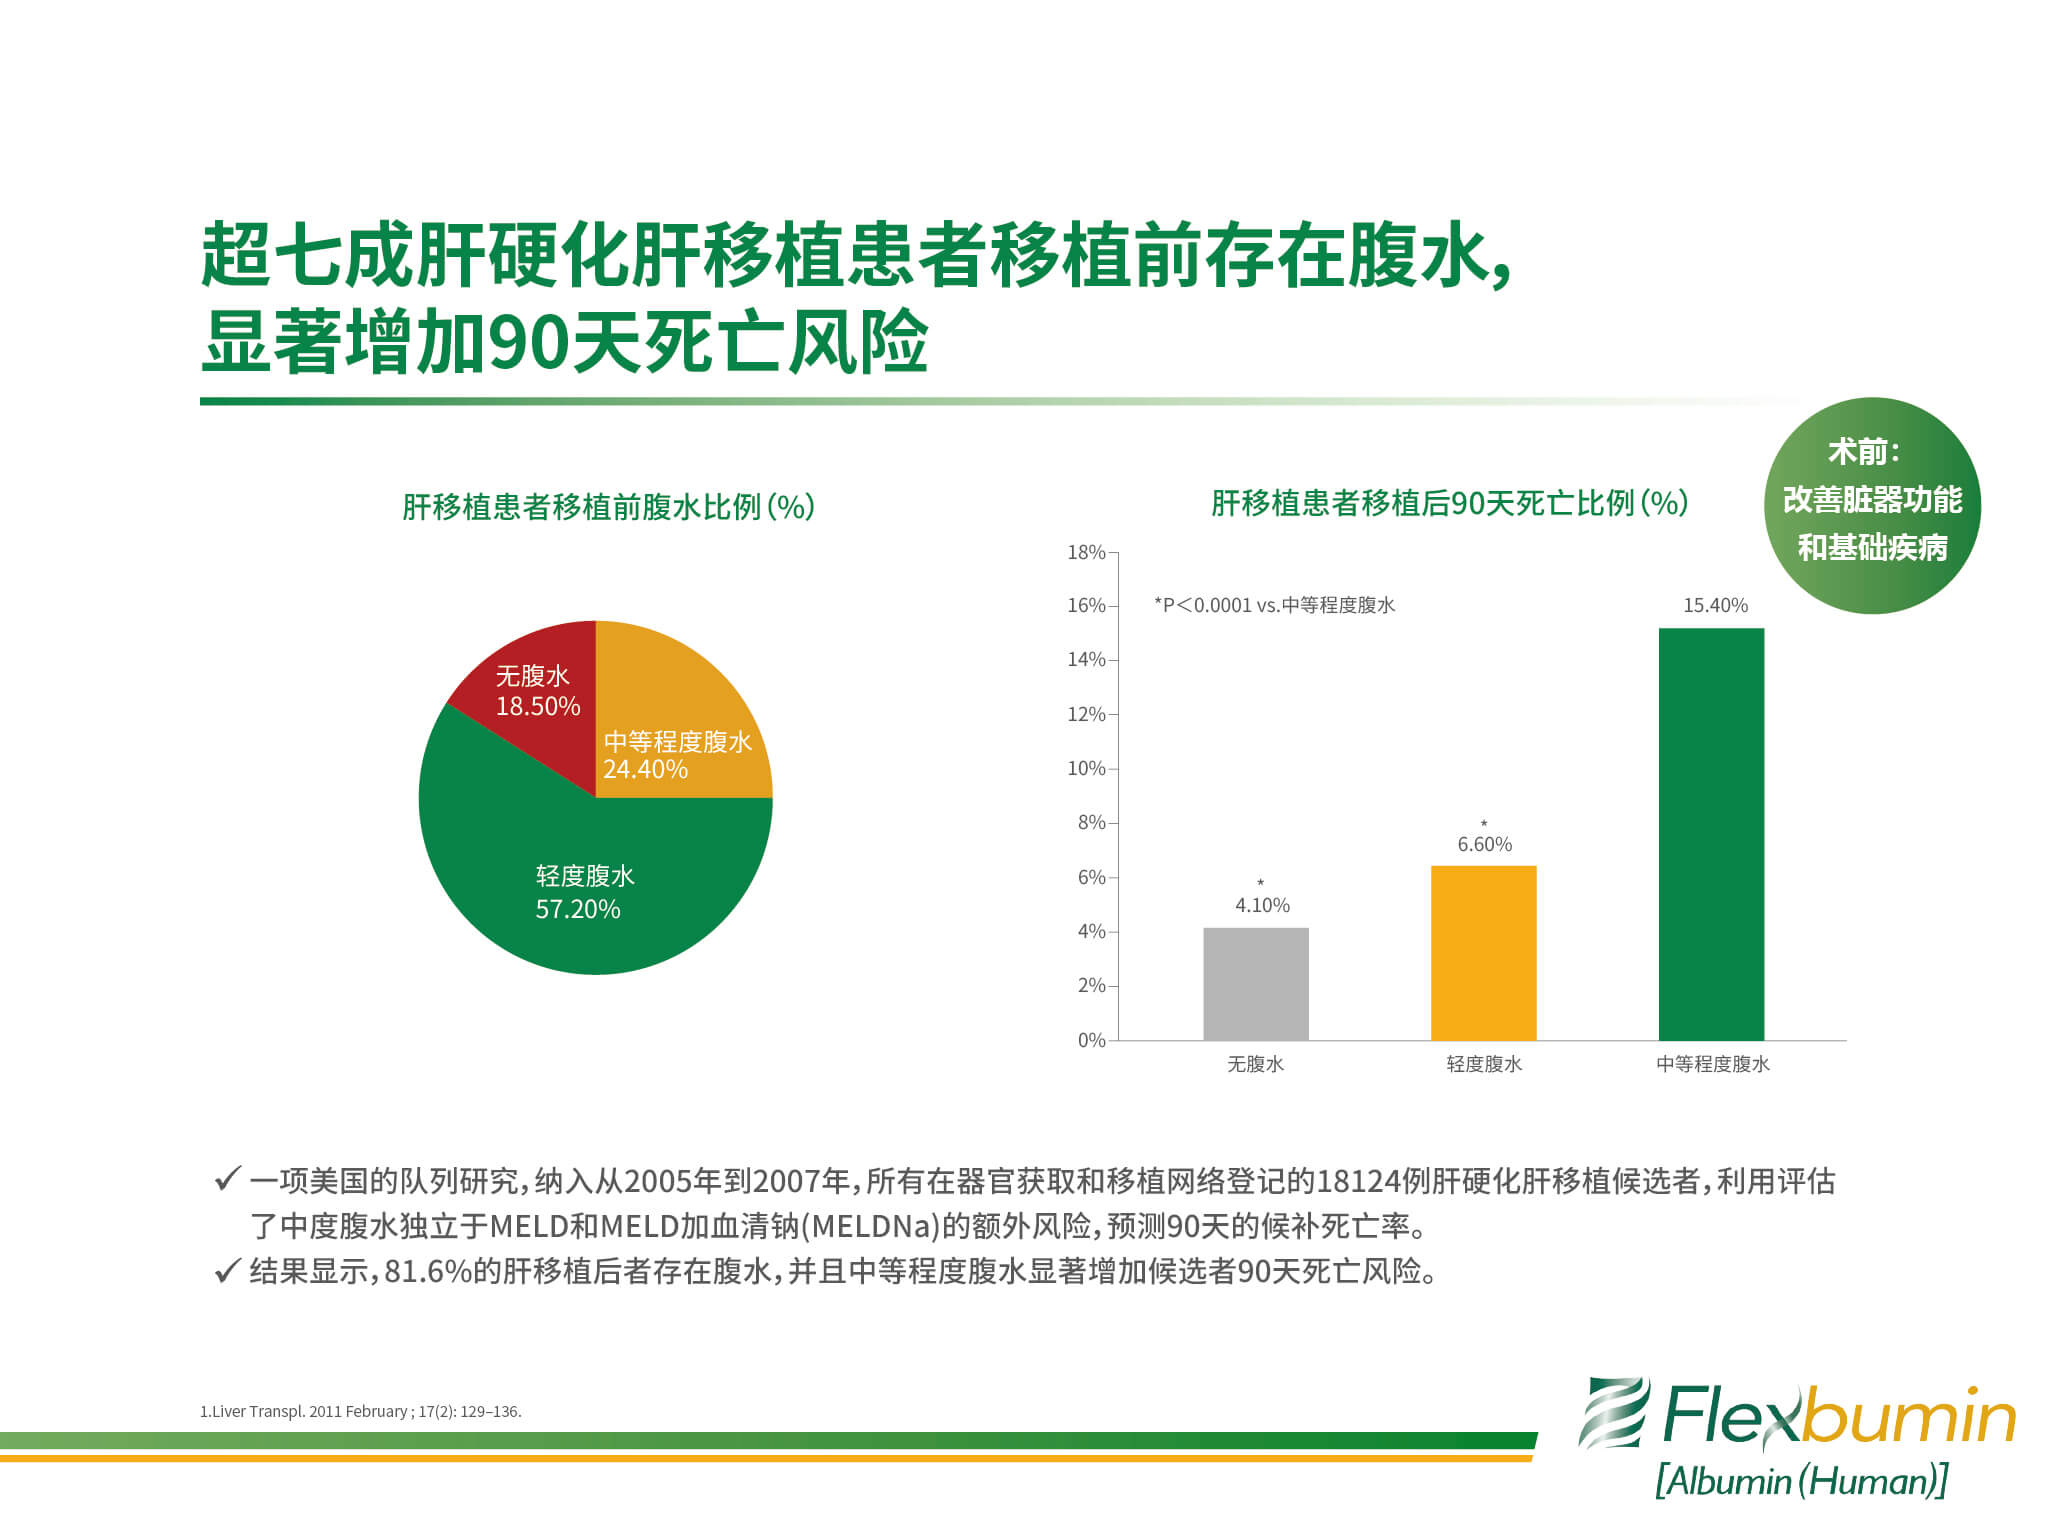 超七成肝硬化肝移植患者移植前存在腹水，
显著增加90天死亡风险
术前：
改善脏器功能
和基础疾病
肝移植患者移植前腹水比例（%）
无腹水
18.50%
中等程度腹水
24.40%
轻度腹水
57.20%
肝移植患者移植后90天死亡比例（%）
18%
16%
14%
12%
10%
8%
6%
4%
2%
0%
*P＜0.0001 vs.中等程度腹水
*
4.10%
*
6.60%
15.40%
无腹水
轻度腹水
中等程度腹水
✓ 一项美国的队列研究，纳入从2005年到2007年，所有在器官获取和移植网络登记的18124例肝硬化肝移植候选者，利用评估
了中度腹水独立于MELD和MELD加血清钠(MELDNa)的额外风险，预测90天的候补死亡率。
✓ 结果显示，81.6%的肝移植后者存在腹水，并且中等程度腹水显著增加候选者90天死亡风险。
1.Liver Transpl. 2011 February ; 17(2): 129–136.
Flexbumin
[Albumin (Human)]